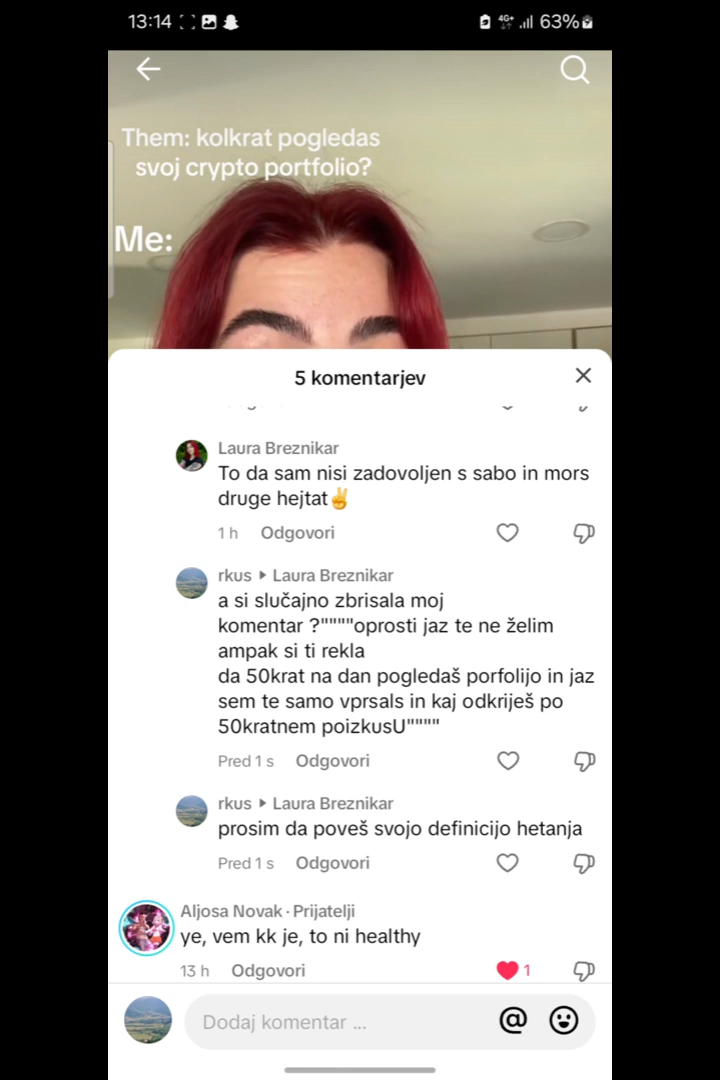 13:14
4G+
63%
Them: kolkrat pogledas
svoj crypto portfolio?
Me:
5 komentarjev
Laura Breznikar
To da sam nisi zadovoljen s sabo in mors
druge hejtat✌️
1 h Odgovori
rkus ▸ Laura Breznikar
a si slučajno zbrisala moj
komentar ?""""oprosti jaz te ne želim
ampak si ti rekla
da 50krat na dan pogledaš porfolijo in jaz
sem te samo vprsals in kaj odkriješ po
50kratnem poizkusU""""
Pred 1 s Odgovori
rkus ▸ Laura Breznikar
prosim da poveš svojo definicijo hetanja
Pred 1 s Odgovori
Aljosa Novak · Prijatelji
ye, vem kk je, to ni healthy
13 h Odgovori 1
Dodaj komentar ... @